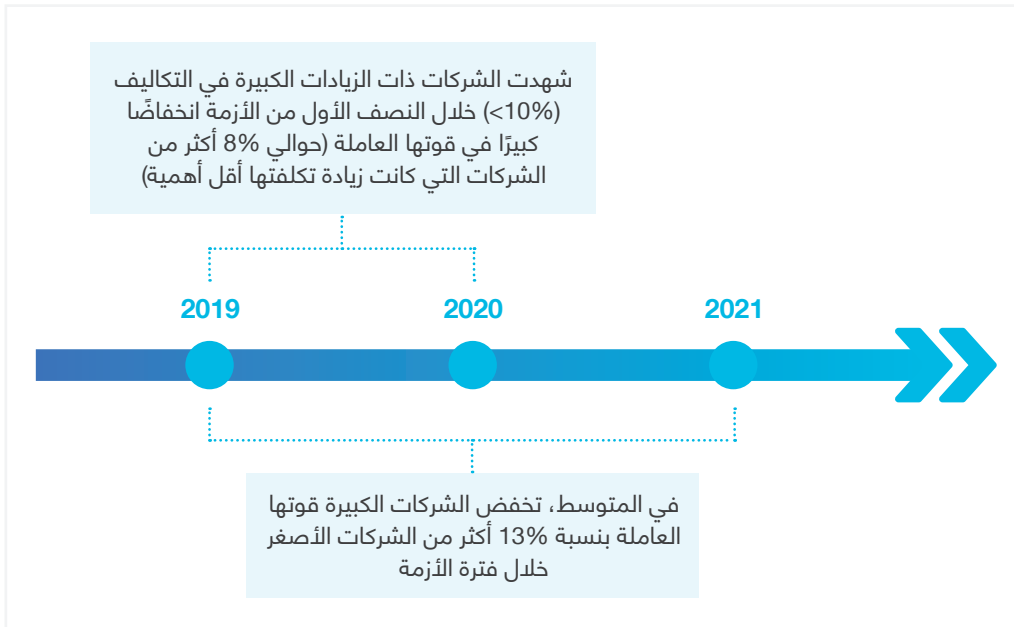 شهدت الشركات ذات الزيادات الكبيرة في التكاليف
(10%<) خلال النصف الأول من الأزمة انخفاضًا
كبيرًا في قوتها العاملة (حوالي 8% أكثر من
الشركات التي كانت زيادة تكلفتها أقل أهمية)
2019
2020
2021
في المتوسط، تخفض الشركات الكبيرة قوتها
العاملة بنسبة 13% أكثر من الشركات الأصغر
خلال فترة الأزمة